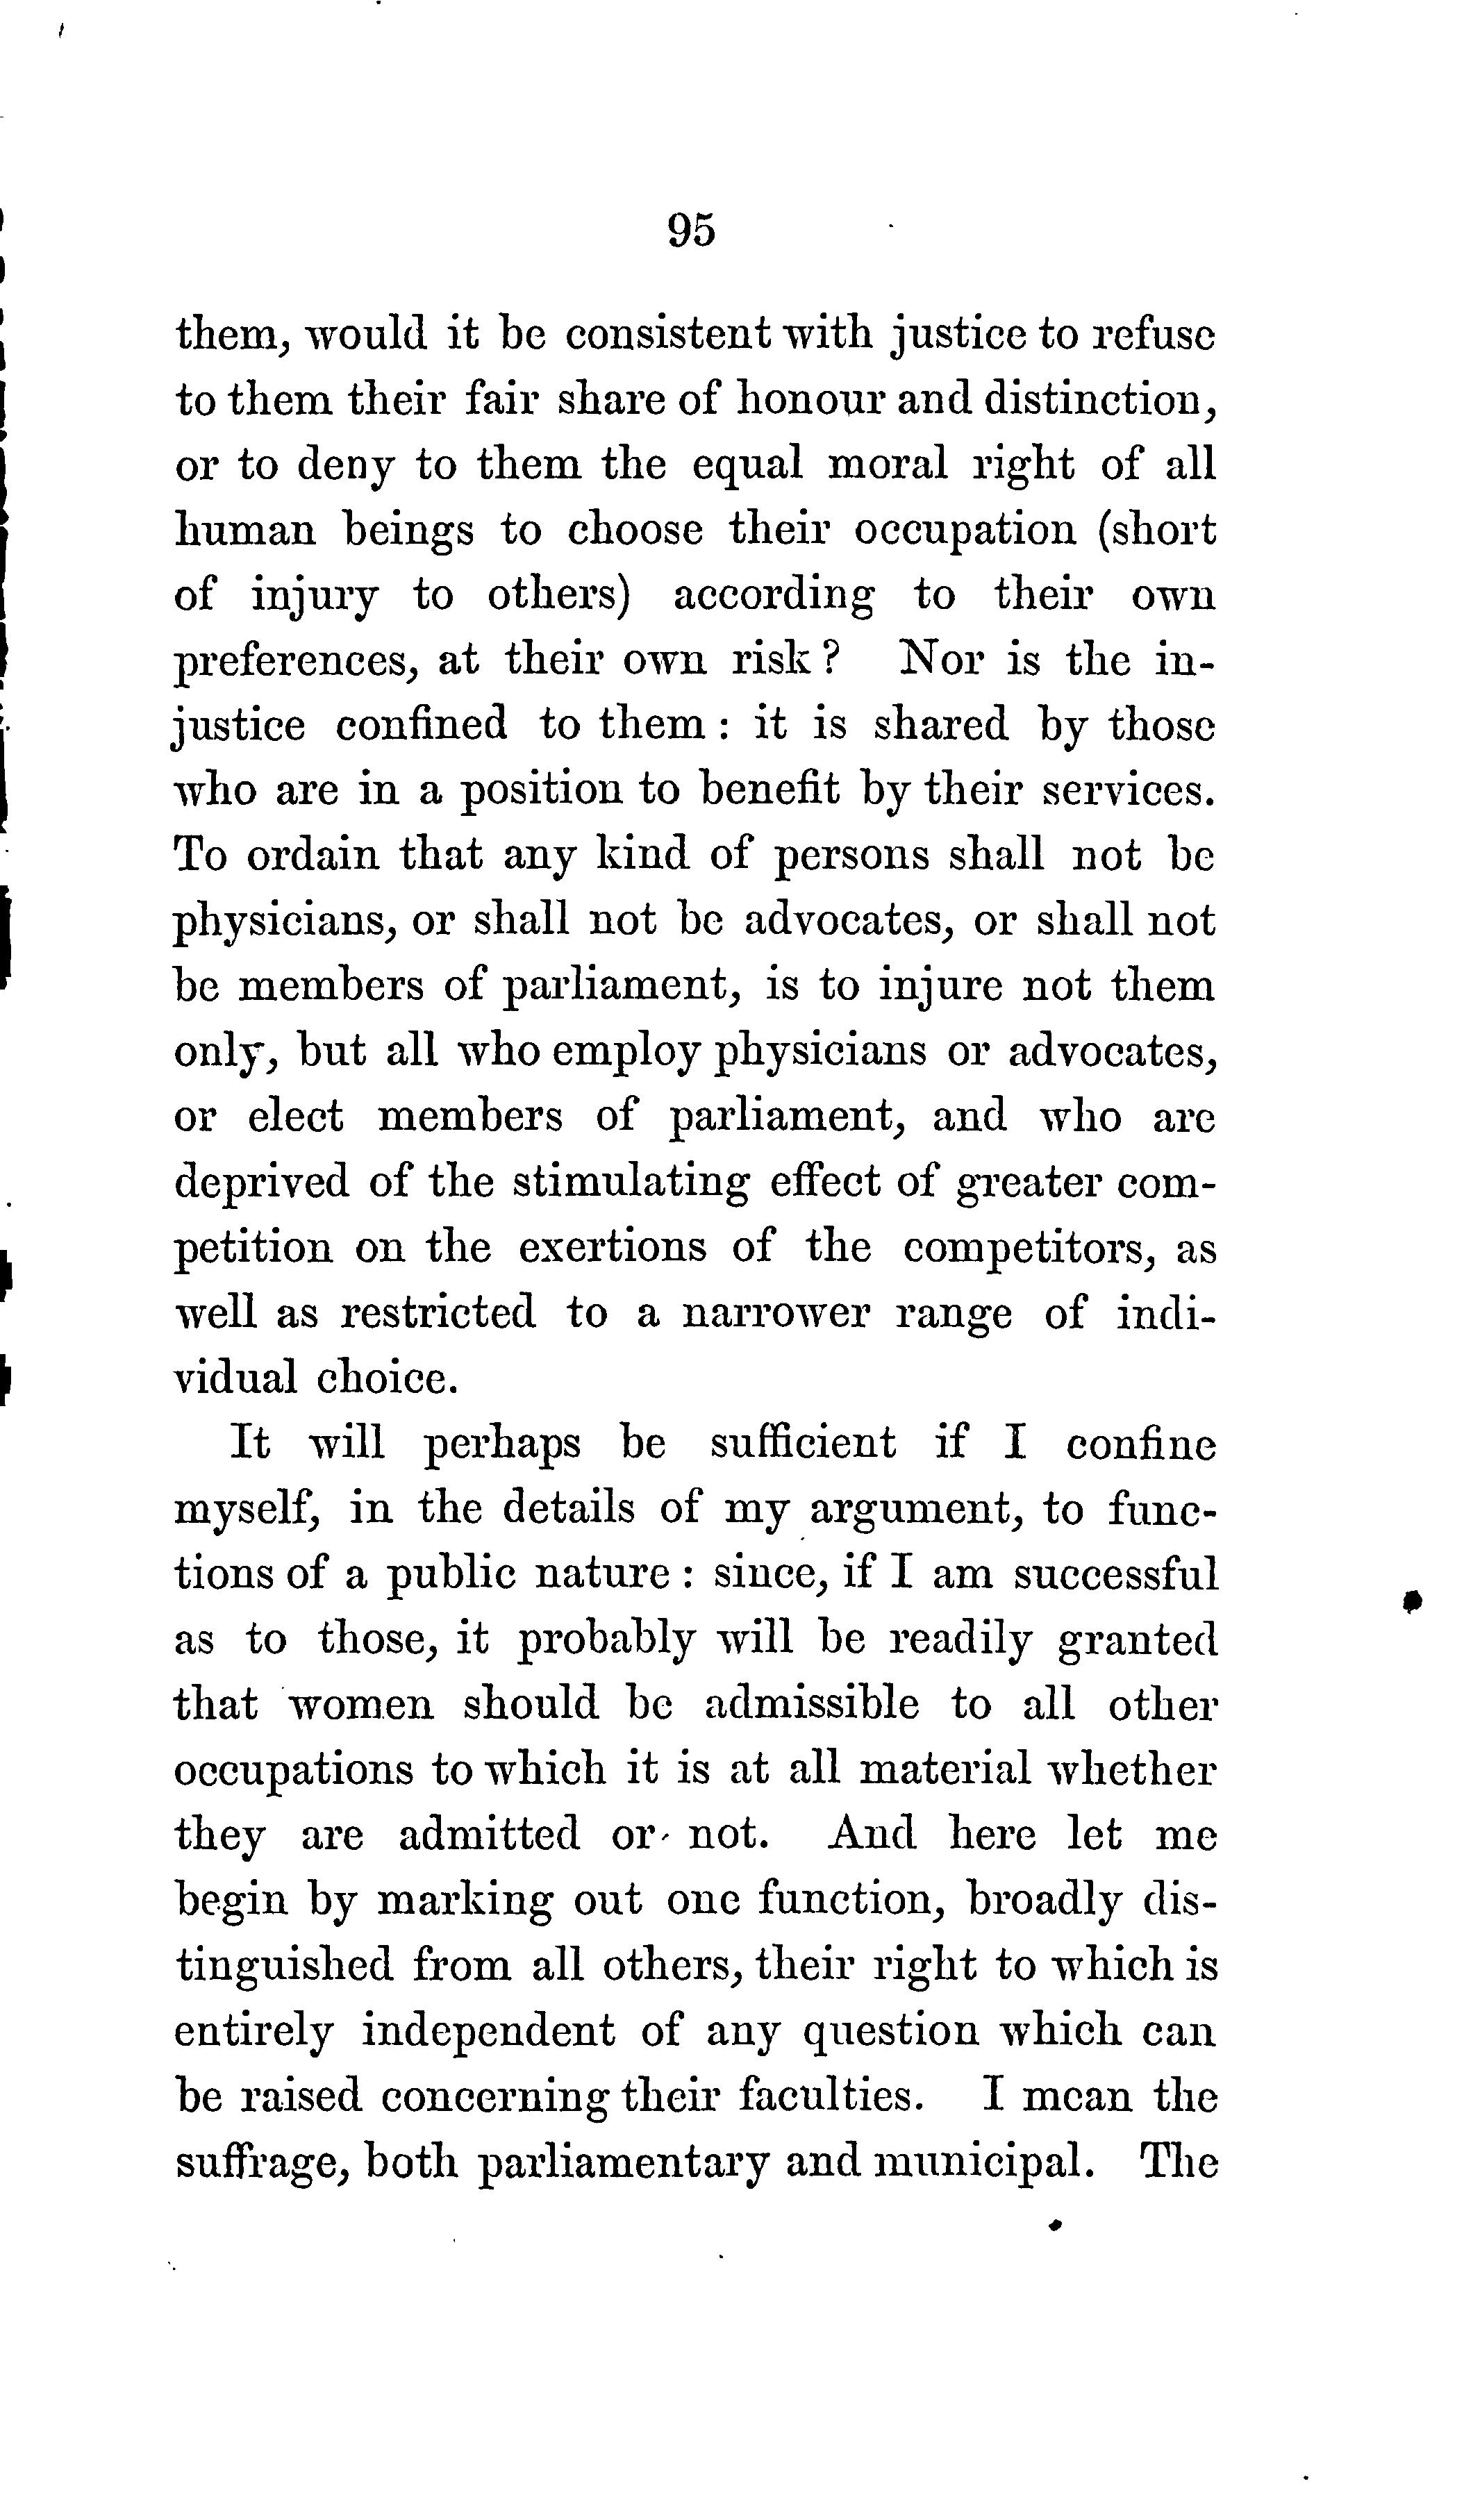 95
them, would it be consistent with justice to refuse
to them their fair share of honour and distinction,
or to deny to them the equal moral right of all
human beings to choose their occupation (short
of injury to others) according to their own
preferences, at their own risk? Nor is the in-
justice confined to them: it is shared by those
who are in a position to benefit by their services.
To ordain that any kind of persons shall not be
physicians, or shall not be advocates, or shall not
be members of parliament, is to injure not them
only, but all who employ physicians or advocates,
or elect members of parliament, and who are
deprived of the stimulating effect of greater com-
petition on the exertions of the competitors, as
well as restricted to a narrower range of indi-
vidual choice.
It will perhaps be sufficient if I confine
myself, in the details of my argument, to func-
tions of a public nature: since, if I am successful
as to those, it probably will be readily granted
that women should be admissible to all other
occupations to which it is at all material whether
they are admitted or not. And here let me
begin by marking out one function, broadly dis-
tinguished from all others, their right to which is
entirely independent of any question which can
be raised concerning their faculties. I mean the
suffrage, both parliamentary and municipal. The